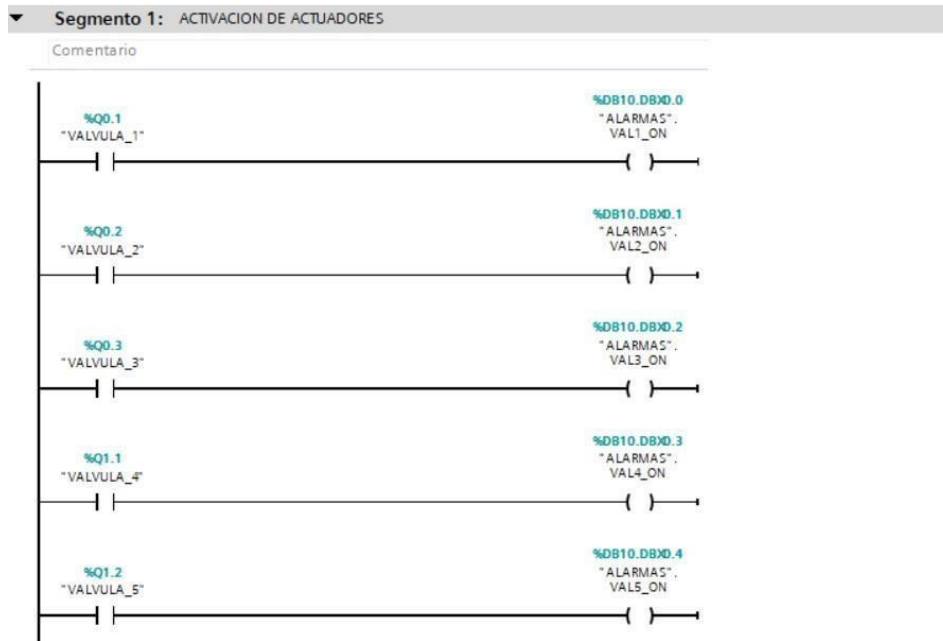 Segmento 1: ACTIVACION DE ACTUADORES
Comentario
%Q0.1
"VALVULA_1"
%DB10.DBX0.0
"ALARMAS".
VAL1_ON
%Q0.2
"VALVULA_2"
%DB10.DBX0.1
"ALARMAS".
VAL2_ON
%Q0.3
"VALVULA_3"
%DB10.DBX0.2
"ALARMAS".
VAL3_ON
%Q1.1
"VALVULA_4"
%DB10.DBX0.3
"ALARMAS".
VAL4_ON
%Q1.2
"VALVULA_5"
%DB10.DBX0.4
"ALARMAS".
VAL5_ON